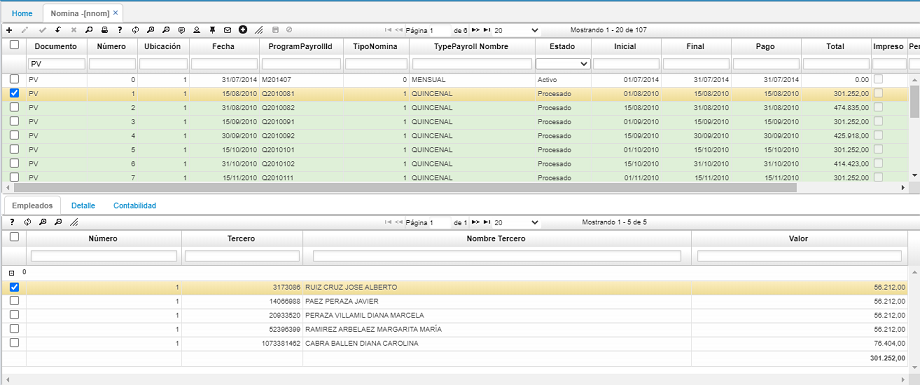 Home Nomina -[nnom] ✕
Página 1 de 6 20 Mostrando 1 - 20 de 107
Documento Número Ubicación Fecha ProgramPayrollId TipoNomina TypePayroll Nombre Estado Inicial Final Pago Total Impreso Per
PV
PV 0 1 31/07/2014 M201407 0 MENSUAL Activo 01/07/2014 31/07/2014 31/07/2014 0.00
PV 1 1 15/08/2010 Q2010081 1 QUINCENAL Procesado 01/08/2010 15/08/2010 15/08/2010 301.252,00
PV 2 1 31/08/2010 Q2010082 1 QUINCENAL Procesado 16/08/2010 31/08/2010 31/08/2010 474.835,00
PV 3 1 15/09/2010 Q2010091 1 QUINCENAL Procesado 01/09/2010 15/09/2010 15/09/2010 301.252,00
PV 4 1 30/09/2010 Q2010092 1 QUINCENAL Procesado 16/09/2010 30/09/2010 30/09/2010 425.918,00
PV 5 1 15/10/2010 Q2010101 1 QUINCENAL Procesado 01/10/2010 15/10/2010 15/10/2010 301.252,00
PV 6 1 31/10/2010 Q2010102 1 QUINCENAL Procesado 16/10/2010 31/10/2010 31/10/2010 414.423,00
PV 7 1 15/11/2010 Q2010111 1 QUINCENAL Procesado 01/11/2010 15/11/2010 15/11/2010 301.252,00
Empleados Detalle Contabilidad
Página 1 de 1 20 Mostrando 1 - 5 de 5
Número Tercero Nombre Tercero Valor
0
1 3173086 RUIZ CRUZ JOSE ALBERTO 56.212,00
1 14066988 PAEZ PERAZA JAVIER 56.212,00
1 20933520 PERAZA VILLAMIL DIANA MARCELA 56.212,00
1 52396399 RAMIREZ ARBELAEZ MARGARITA MARÍA 56.212,00
1 1073381462 CABRA BALLEN DIANA CAROLINA 76.404,00
301.252,00